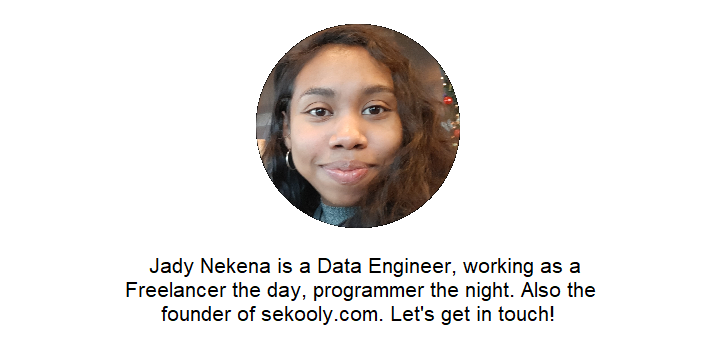 Jady Nekena is a Data Engineer, working as a
Freelancer the day, programmer the night. Also the
founder of sekooly.com. Let's get in touch!